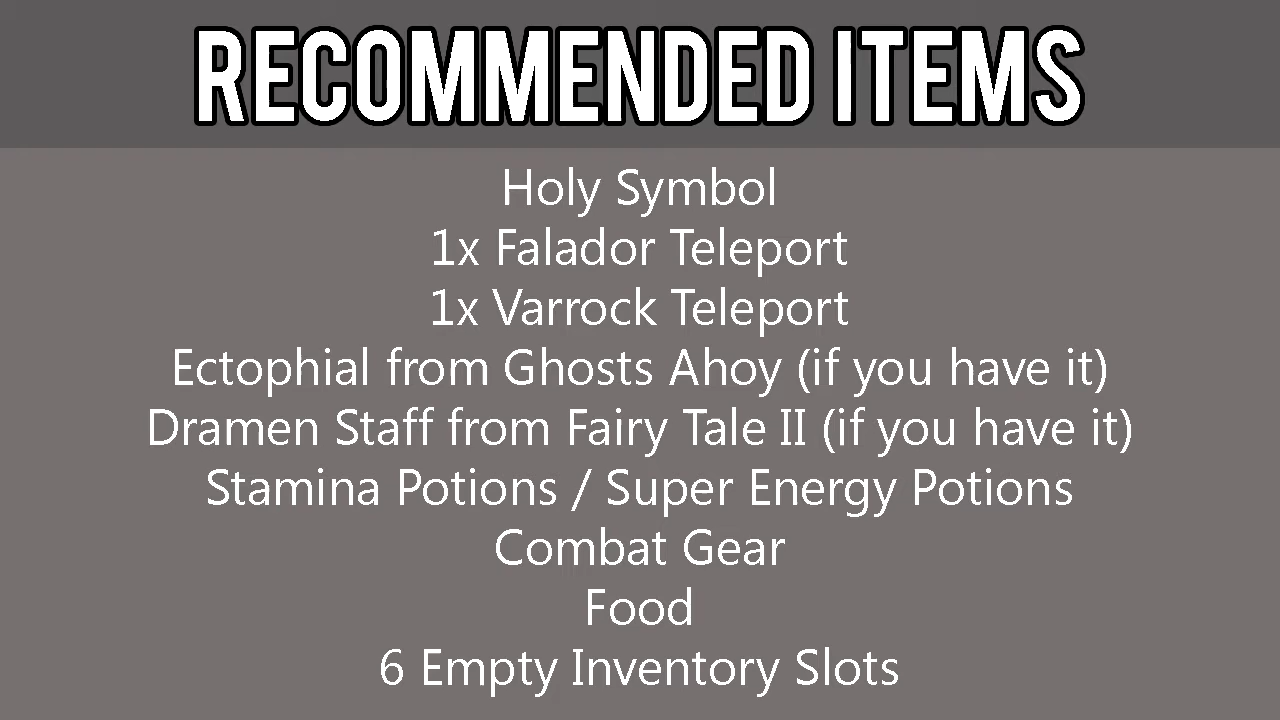 RECOMMENDED ITEMS
Holy Symbol
1x Falador Teleport
1x Varrock Teleport
Ectophial from Ghosts Ahoy (if you have it)
Dramen Staff from Fairy Tale II (if you have it)
Stamina Potions / Super Energy Potions
Combat Gear
Food
6 Empty Inventory Slots